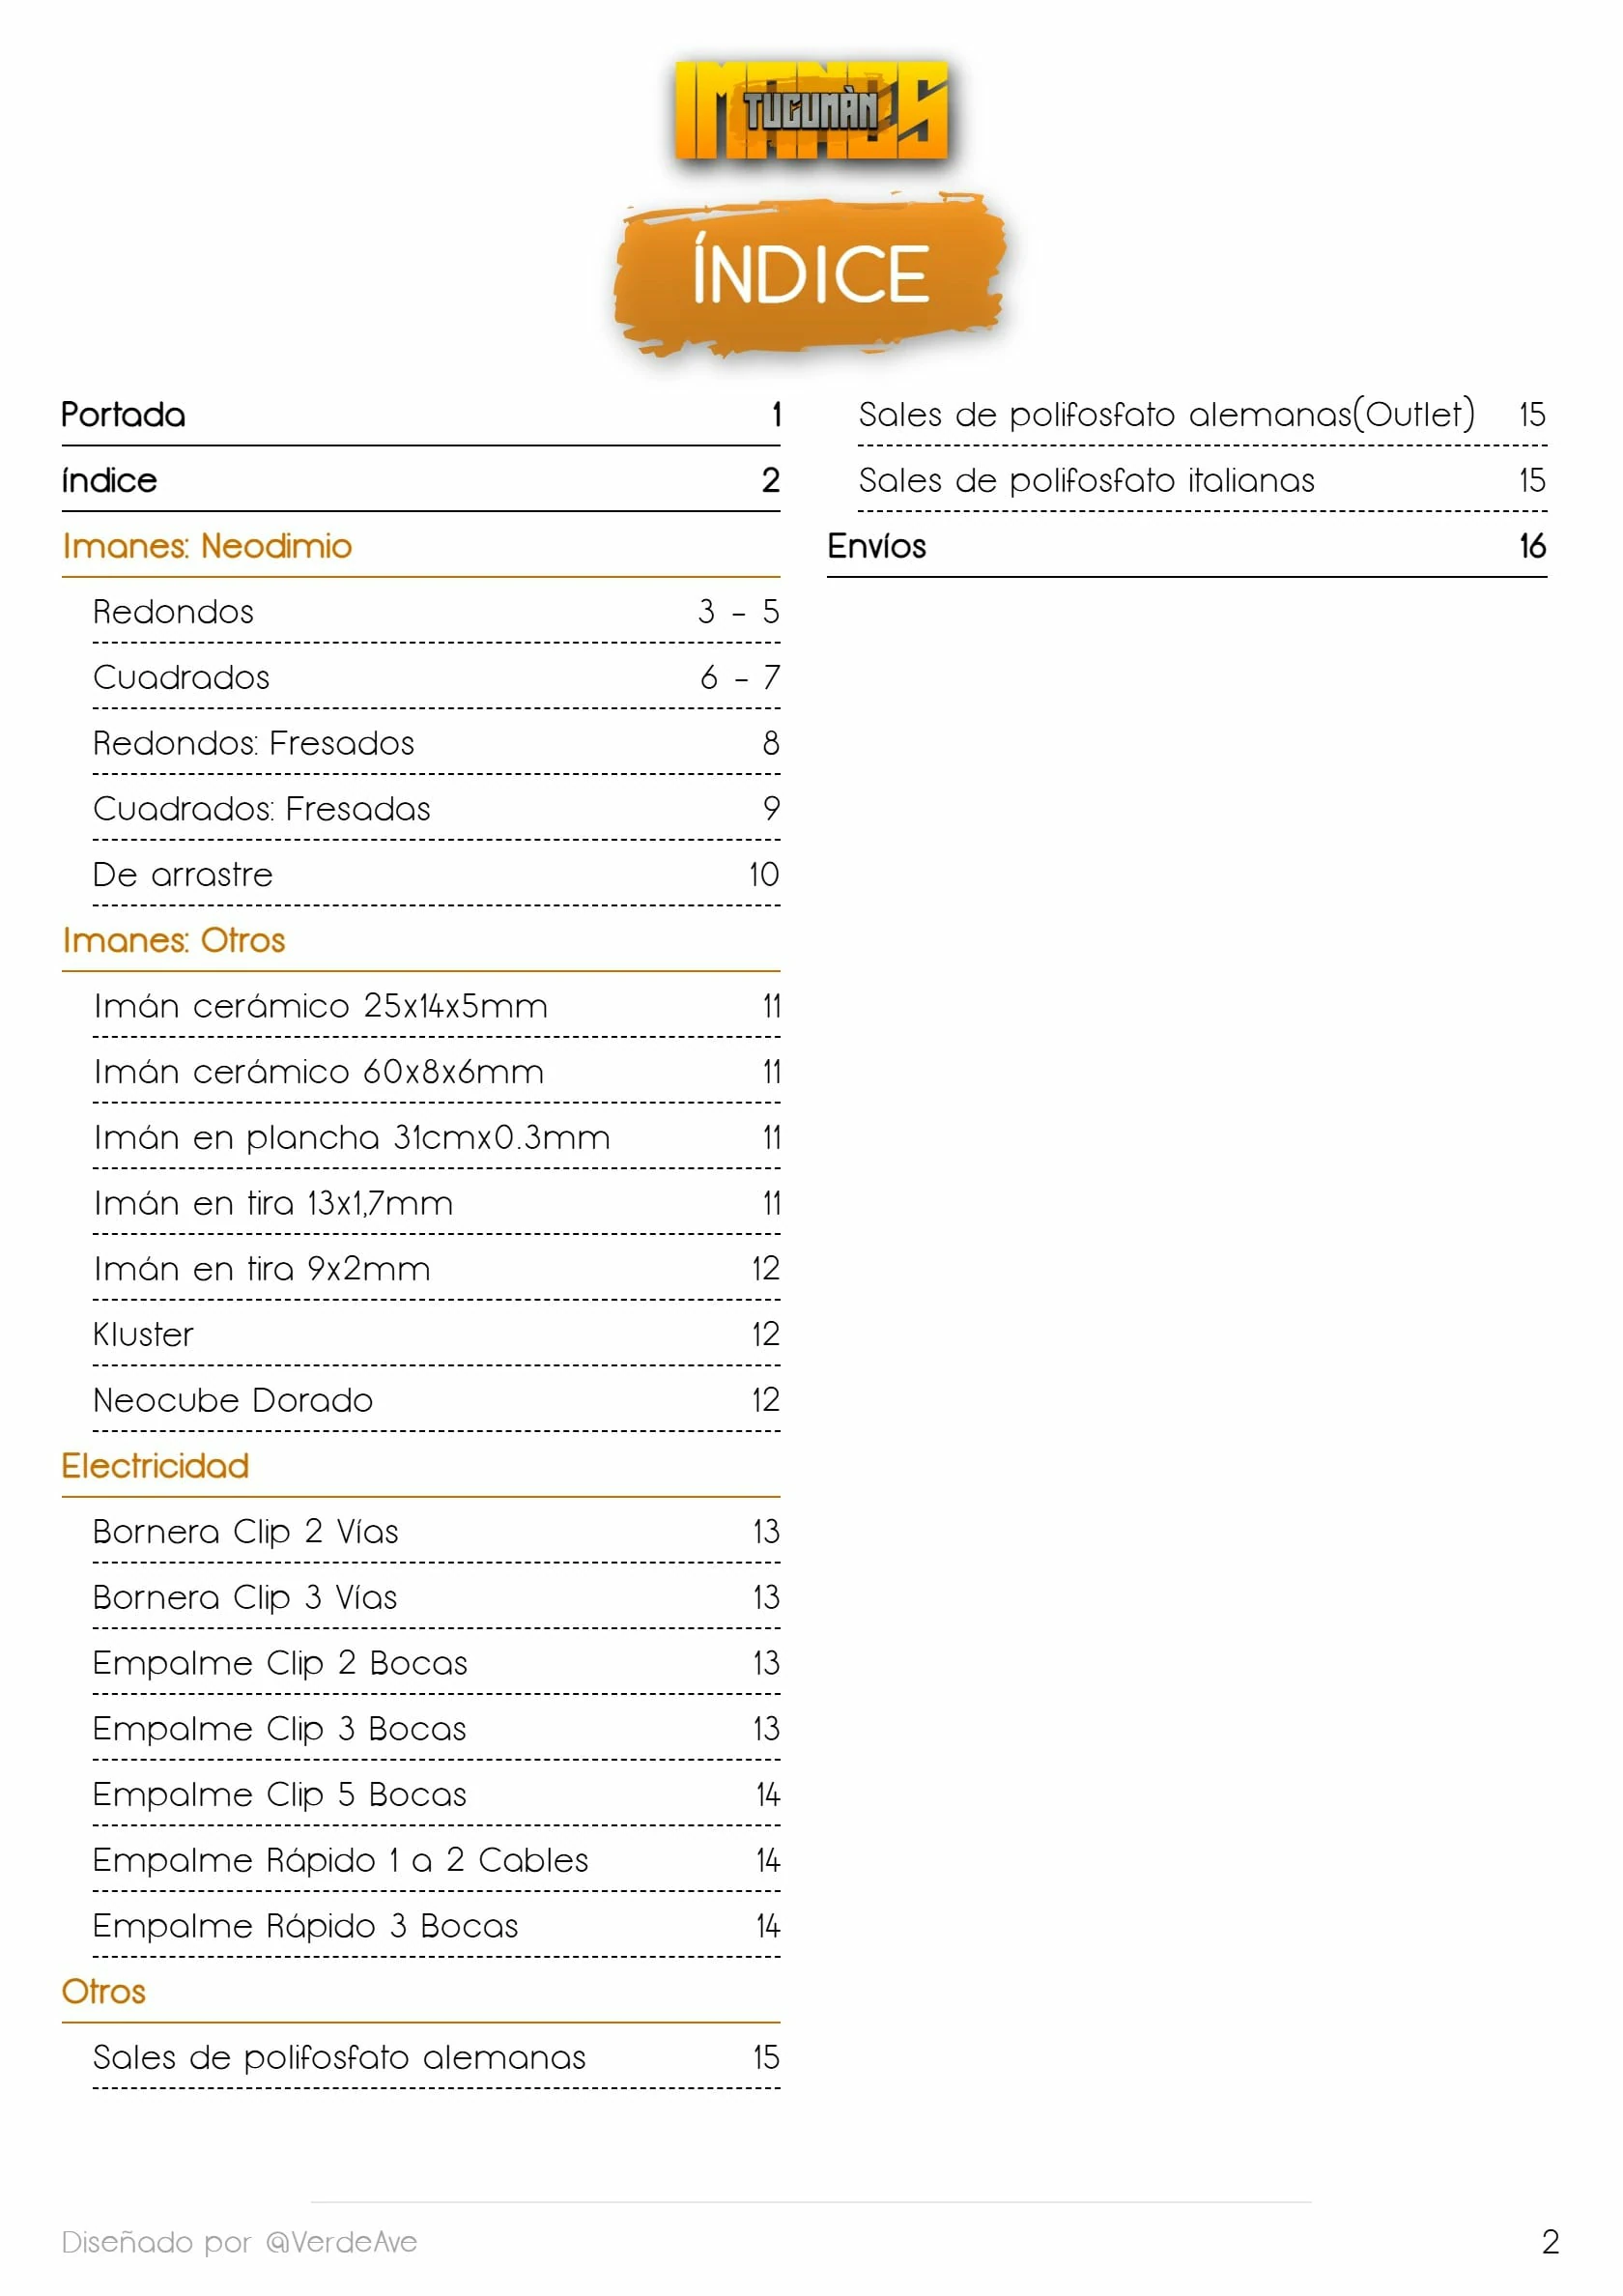 IMANES
TUCUMÀN
ÍNDICE
Portada 1
índice 2
Imanes: Neodimio
Redondos 3 - 5
Cuadrados 6 - 7
Redondos: Fresados 8
Cuadrados: Fresadas 9
De arrastre 10
Imanes: Otros
Imán cerámico 25x14x5mm 11
Imán cerámico 60x8x6mm 11
Imán en plancha 31cmx0.3mm 11
Imán en tira 13x1,7mm 11
Imán en tira 9x2mm 12
Kluster 12
Neocube Dorado 12
Electricidad
Bornera Clip 2 Vías 13
Bornera Clip 3 Vías 13
Empalme Clip 2 Bocas 13
Empalme Clip 3 Bocas 13
Empalme Clip 5 Bocas 14
Empalme Rápido 1 a 2 Cables 14
Empalme Rápido 3 Bocas 14
Otros
Sales de polifosfato alemanas 15
Sales de polifosfato alemanas(Outlet) 15
Sales de polifosfato italianas 15
Envíos 16
Diseñado por @VerdeAve
2